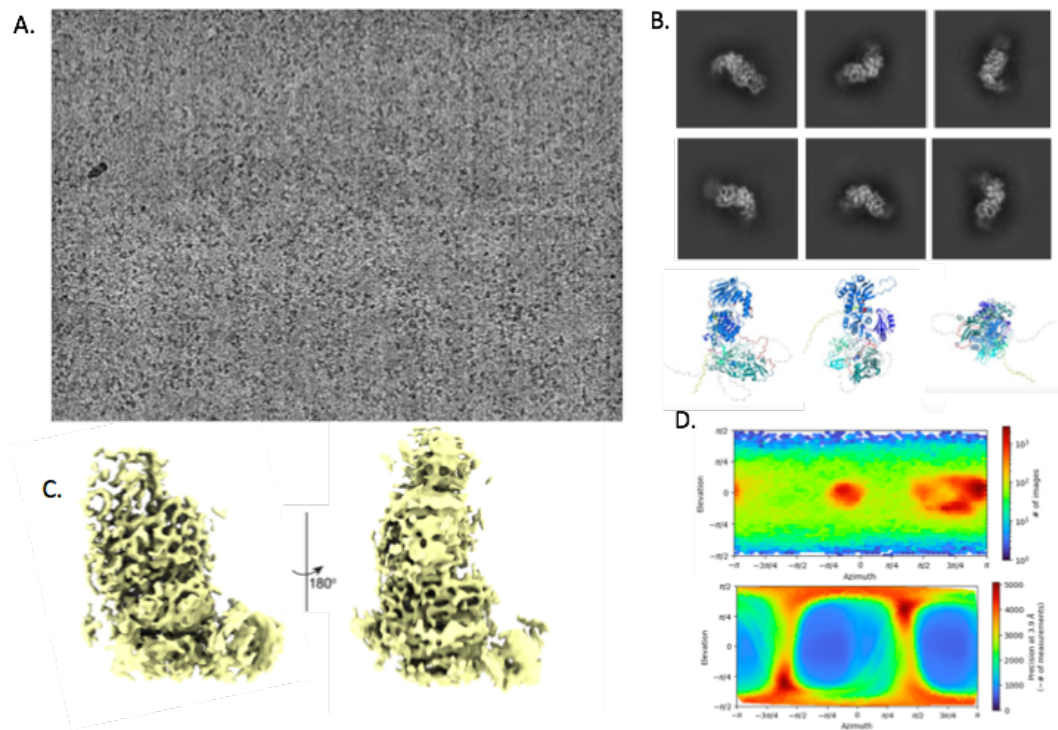 A.
B.
C.
180°
D.
π/2
π/4
0
−π/4
−π/2
Elevation
−π
−3π/4
−π/2
−π/4
0
π/4
π/2
3π/4
π
Azimuth
10³
10²
10¹
10⁰
# of images
π/2
π/4
0
−π/4
−π/2
Elevation
−π
−3π/4
−π/2
−π/4
0
π/4
π/2
3π/4
π
Azimuth
5000
4000
3000
2000
1000
0
Precision at 3.9 Å
(~# of measurements)